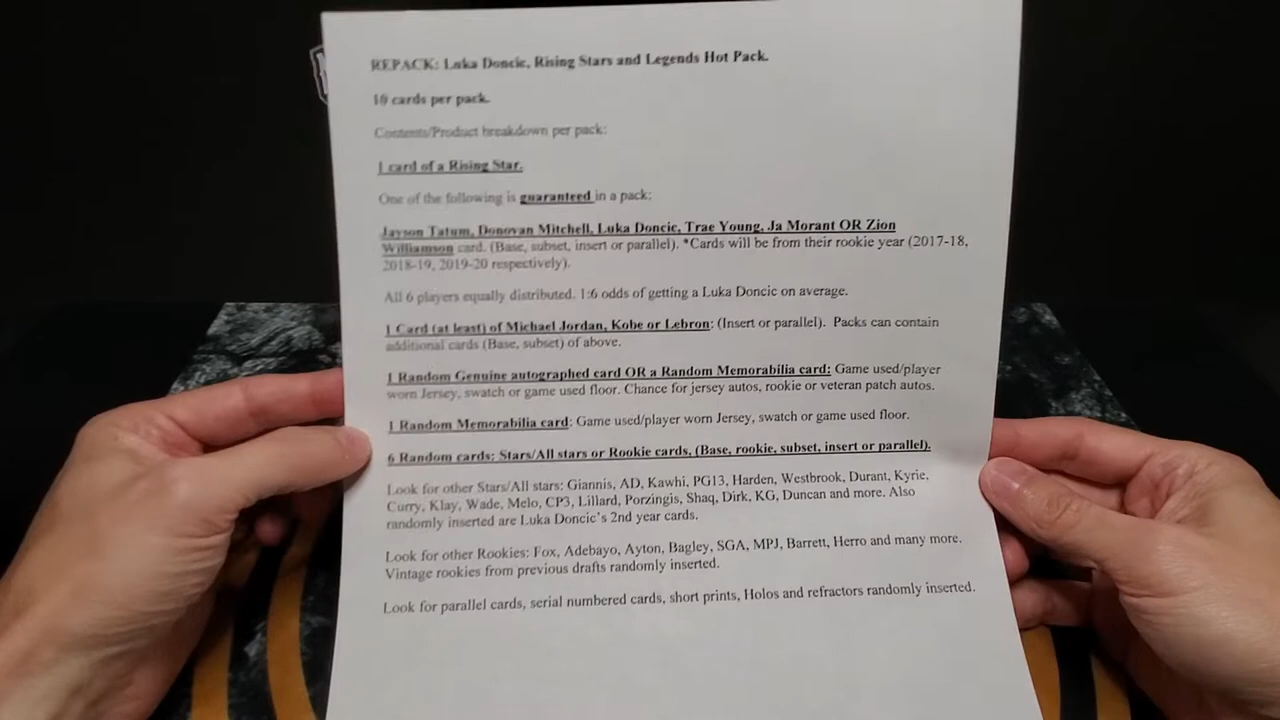 REPACK: Luka Doncic, Rising Stars and Legends Hot Pack.
10 cards per pack.
Contents/Product breakdown per pack:
1 card of a Rising Star.
One of the following is guaranteed in a pack:
Jayson Tatum, Donovan Mitchell, Luka Doncic, Trae Young, Ja Morant OR Zion
Williamson card. (Base, subset, insert or parallel). *Cards will be from their rookie year (2017-18,
2018-19, 2019-20 respectively).
All 6 players equally distributed. 1:6 odds of getting a Luka Doncic on average.
1 Card (at least) of Michael Jordan, Kobe or Lebron: (Insert or parallel). Packs can contain
additional cards (Base, subset) of above.
1 Random Genuine autographed card OR a Random Memorabilia card: Game used/player
worn Jersey, swatch or game used floor. Chance for jersey autos, rookie or veteran patch autos.
1 Random Memorabilia card: Game used/player worn Jersey, swatch or game used floor.
6 Random cards; Stars/All stars or Rookie cards, (Base, rookie, subset, insert or parallel).
Look for other Stars/All stars: Giannis, AD, Kawhi, PG13, Harden, Westbrook, Durant, Kyrie,
Curry, Klay, Wade, Melo, CP3, Lillard, Porzingis, Shaq, Dirk, KG, Duncan and more. Also
randomly inserted are Luka Doncic's 2nd year cards.
Look for other Rookies: Fox, Adebayo, Ayton, Bagley, SGA, MPJ, Barrett, Herro and many more.
Vintage rookies from previous drafts randomly inserted.
Look for parallel cards, serial numbered cards, short prints, Holos and refractors randomly inserted.